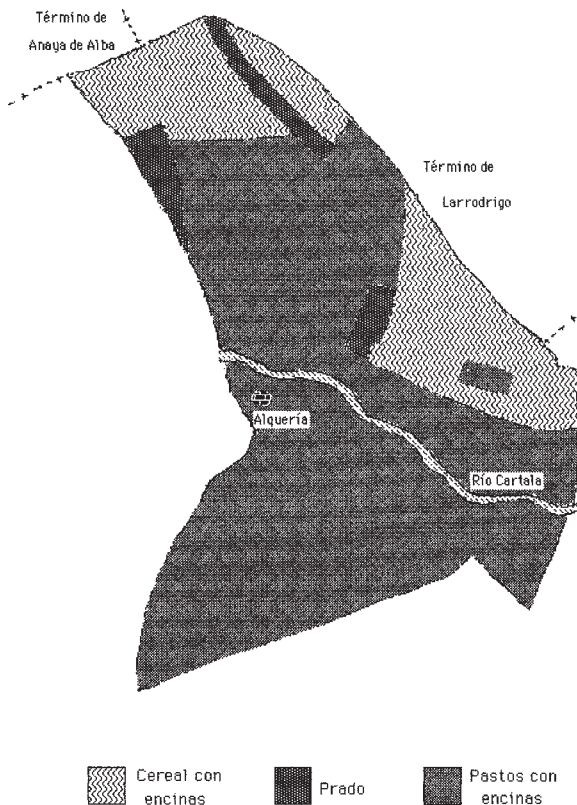 Término de
Anaya de Alba
Término de
Larrodrigo
Alquería
Río Cartala
Cereal con
encinas
Prado
Pastos con
encinas